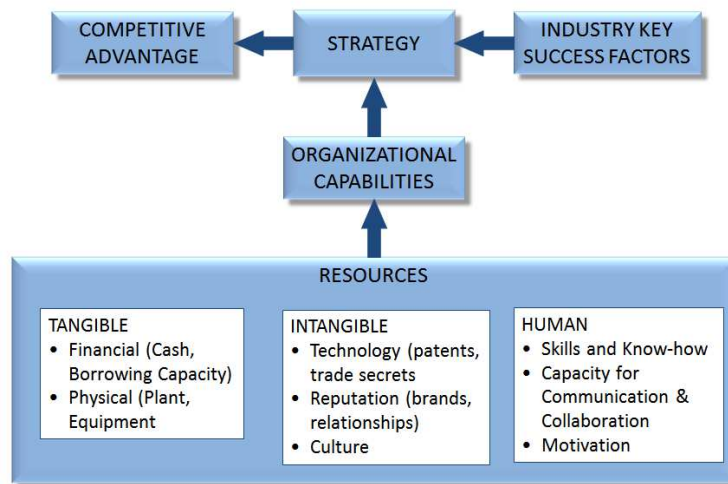 COMPETITIVE
ADVANTAGE
STRATEGY
INDUSTRY KEY
SUCCESS FACTORS
ORGANIZATIONAL
CAPABILITIES
RESOURCES
TANGIBLE
• Financial (Cash,
Borrowing Capacity)
• Physical (Plant,
Equipment
INTANGIBLE
• Technology (patents,
trade secrets
• Reputation (brands,
relationships)
• Culture
HUMAN
• Skills and Know-how
• Capacity for
Communication &
Collaboration
• Motivation